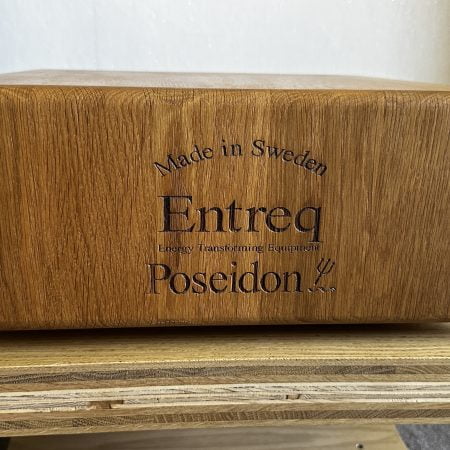 Made in Sweden
Entreq
Energy Transforming Equipment
Poseidon